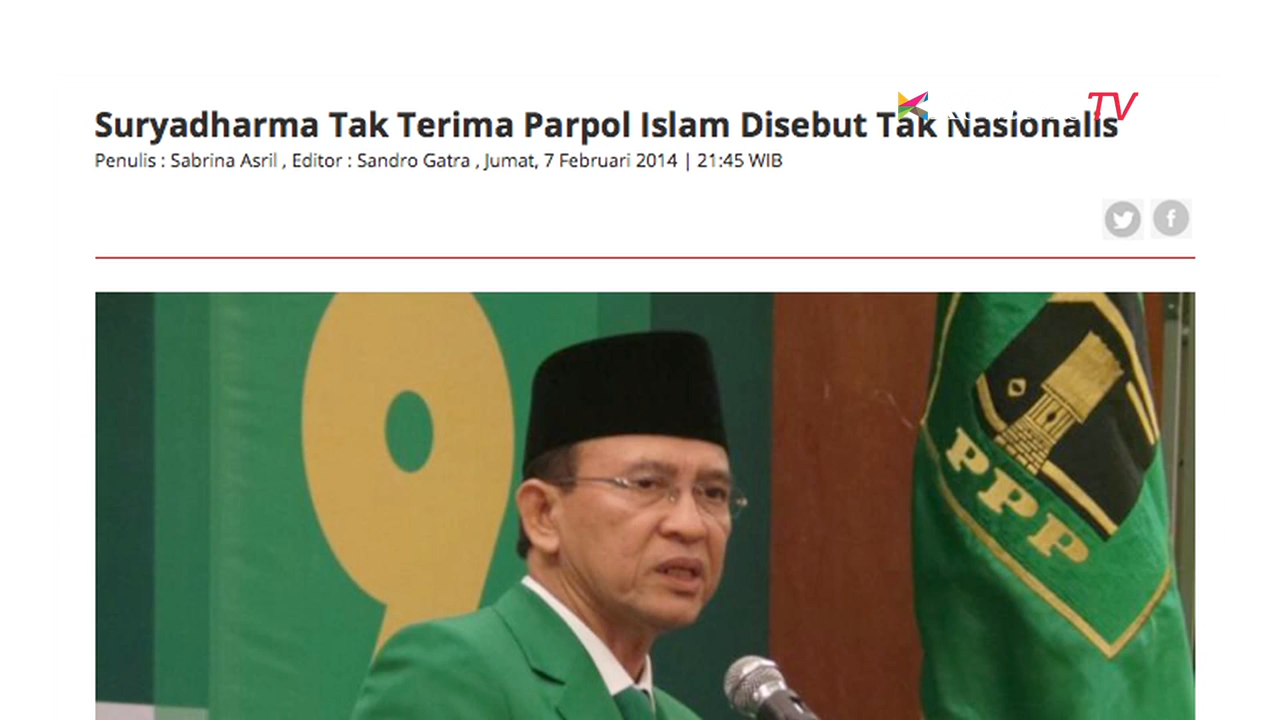 TV
Suryadharma Tak Terima Parpol Islam Disebut Tak Nasionalis
Penulis : Sabrina Asril , Editor : Sandro Gatra , Jumat, 7 Februari 2014 | 21:45 WIB
9
PPP